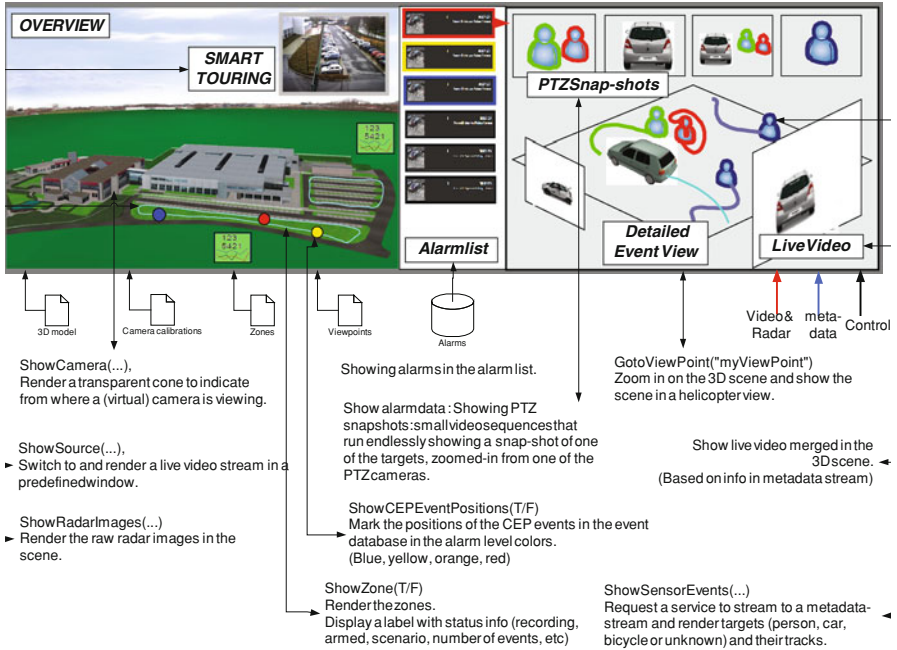 OVERVIEW
SMART
TOURING
PTZSnap-shots
123
5421
123
5421
Alarmlist
Detailed
Event View
LiveVideo
3D model
Camera calibrations
Zones
Viewpoints
Alarms
Video&
Radar
meta-
data
Control
ShowCamera(...),
Render a transparent cone to indicate
from where a (virtual) camera is viewing.
Showing alarms in the alarm list.
GotoViewPoint("myViewPoint")
Zoom in on the 3D scene and show the
scene in a helicopter view.
Show alarmdata: Showing PTZ
snapshots: small video sequences that
run endlessly showing a snap-shot of one
of the targets, zoomed-in from one of the
PTZ cameras.
ShowSource(...),
Switch to and render a live video stream in a
predefined window.
Show live video merged in the
3D scene.
(Based on info in metadata stream)
ShowRadarImages(...)
Render the raw radar images in the
scene.
ShowCEPEventPositions(T/F)
Mark the positions of the CEP events in the event
database in the alarm level colors.
(Blue, yellow, orange, red)
ShowZone(T/F)
Render the zones.
Display a label with status info (recording,
armed, scenario, number of events, etc)
ShowSensorEvents(...)
Request a service to stream to a metadata-
stream and render targets (person, car,
bicycle or unknown) and their tracks.